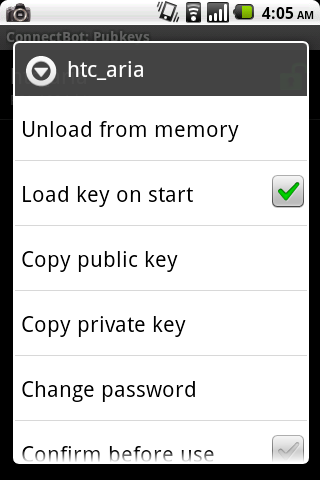 4:05 AM
ConnectBot: Pubkeys
htc_aria
Unload from memory
Load key on start
Copy public key
Copy private key
Change password
Confirm before use